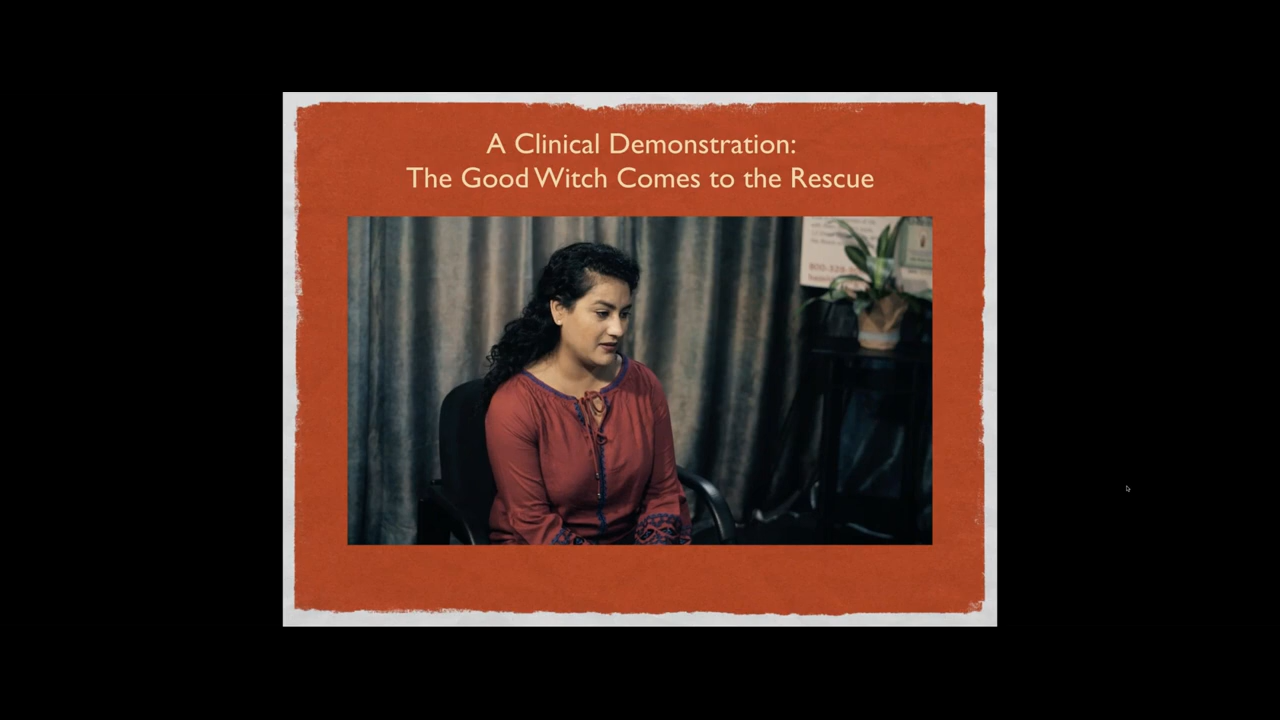 A Clinical Demonstration:
The Good Witch Comes to the Rescue